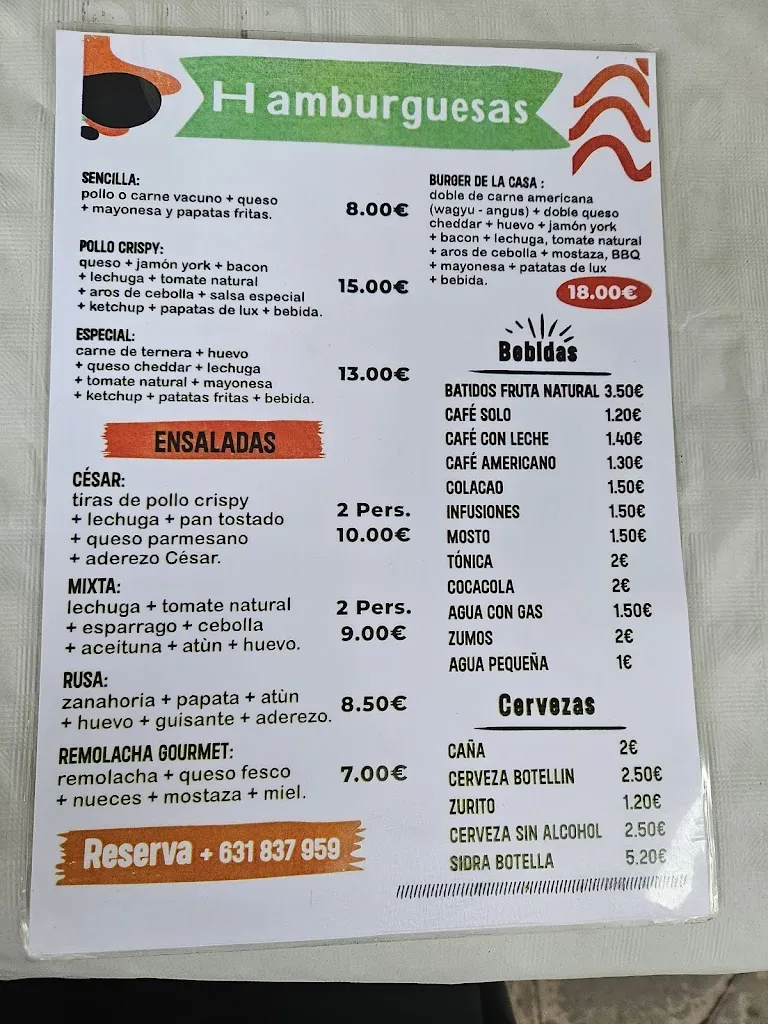 Hamburguesas
SENCILLA:
pollo o carne vacuno + queso
+ mayonesa y papatas fritas.
8.00€
POLLO CRISPY:
queso + jamón york + bacon
+ lechuga + tomate natural
+ aros de cebolla + salsa especial
+ ketchup + papatas de lux + bebida.
15.00€
ESPECIAL:
carne de ternera + huevo
+ queso cheddar + lechuga
+ tomate natural + mayonesa
+ ketchup + patatas fritas + bebida.
13.00€
ENSALADAS
CÉSAR:
tiras de pollo crispy
+ lechuga + pan tostado
+ queso parmesano
+ aderezo César.
2 Pers.
10.00€
MIXTA:
lechuga + tomate natural
+ esparrago + cebolla
+ aceituna + atùn + huevo.
2 Pers.
9.00€
RUSA:
zanahoria + papata + atùn
+ huevo + guisante + aderezo.
8.50€
REMOLACHA GOURMET:
remolacha + queso fesco
+ nueces + mostaza + miel.
7.00€
Reserva + 631 837 959
BURGER DE LA CASA :
doble de carne americana
(wagyu - angus) + doble queso
cheddar + huevo + jamón york
+ bacon + lechuga, tomate natural
+ aros de cebolla + mostaza, BBQ
+ mayonesa + patatas de lux
+ bebida.
18.00€
Bebidas
BATIDOS FRUTA NATURAL 3.50€
CAFÉ SOLO 1.20€
CAFÉ CON LECHE 1.40€
CAFÉ AMERICANO 1.30€
COLACAO 1.50€
INFUSIONES 1.50€
MOSTO 1.50€
TÓNICA 2€
COCACOLA 2€
AGUA CON GAS 1.50€
ZUMOS 2€
AGUA PEQUEÑA 1€
Cervezas
CAÑA 2€
CERVEZA BOTELLIN 2.50€
ZURITO 1.20€
CERVEZA SIN ALCOHOL 2.50€
SIDRA BOTELLA 5.20€